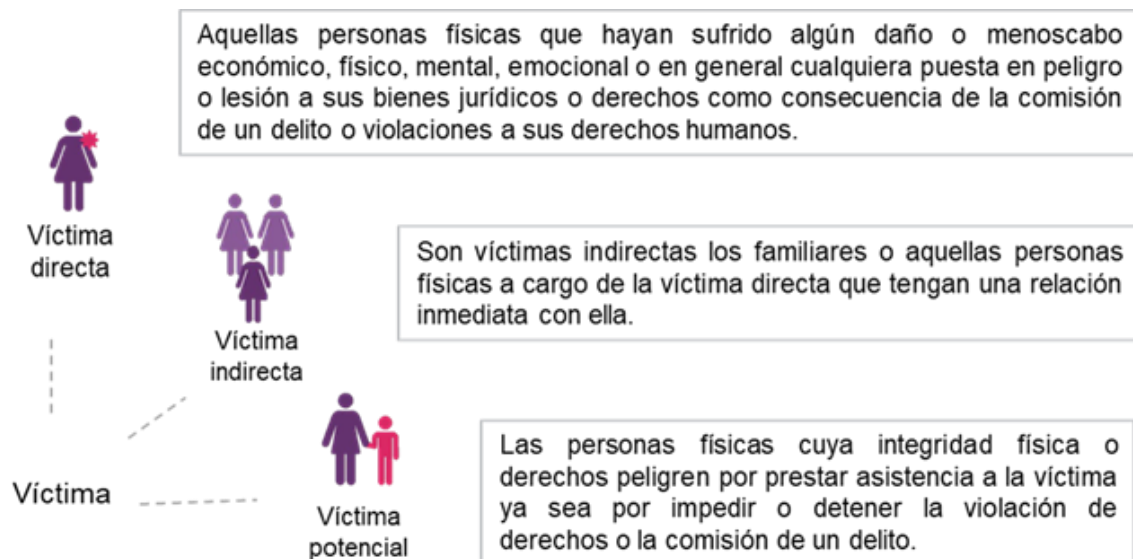 Aquellas personas físicas que hayan sufrido algún daño o menoscabo
económico, físico, mental, emocional o en general cualquiera puesta en peligro
o lesión a sus bienes jurídicos o derechos como consecuencia de la comisión
de un delito o violaciones a sus derechos humanos.
Víctima
directa
Son víctimas indirectas los familiares o aquellas personas
físicas a cargo de la víctima directa que tengan una relación
inmediata con ella.
Víctima
indirecta
Las personas físicas cuya integridad física o
derechos peligren por prestar asistencia a la víctima
ya sea por impedir o detener la violación de
derechos o la comisión de un delito.
Víctima
Víctima
potencial